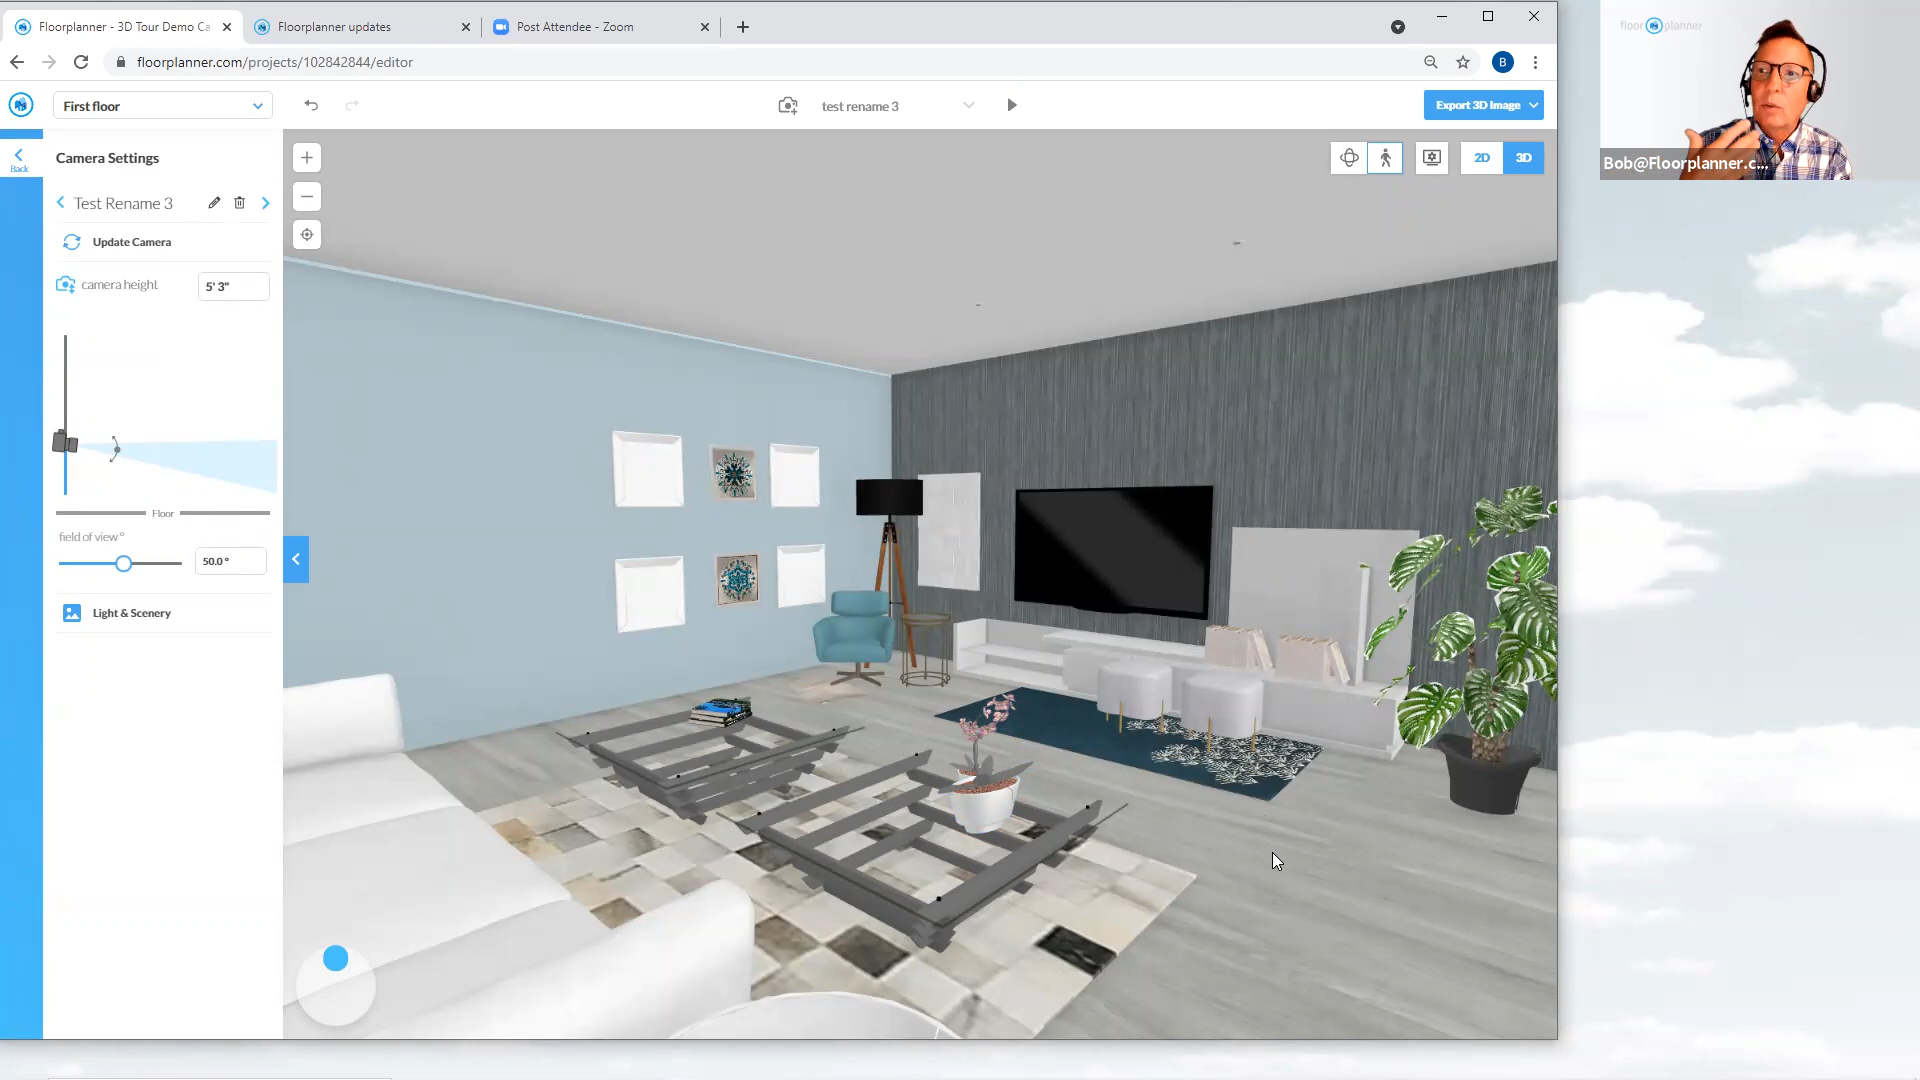 Floorplanner - 3D Tour Demo Ca
Floorplanner updates
Post Attendee - Zoom
floorplanner.com/projects/102842844/editor
B
First floor
test rename 3
Export 3D Image
Back
Camera Settings
Test Rename 3
Update Camera
camera height
5' 3"
Floor
field of view°
50.0 °
Light & Scenery
2D
3D
floorplanner
Bob@Floorplanner.c...